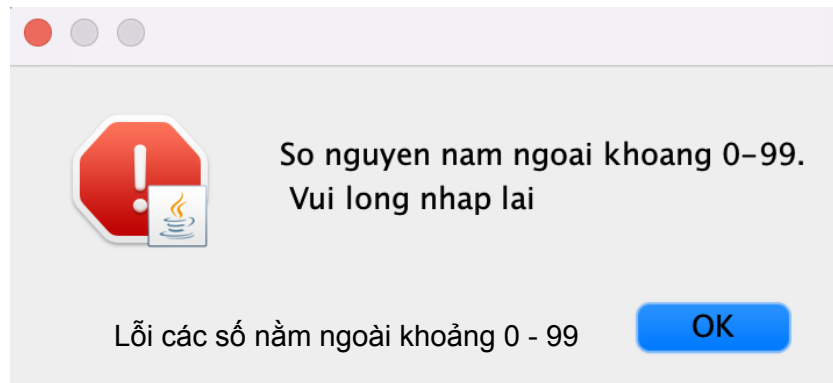 So nguyen nam ngoai khoang 0-99.
Vui long nhap lai
Lỗi các số nằm ngoài khoảng 0 - 99
OK